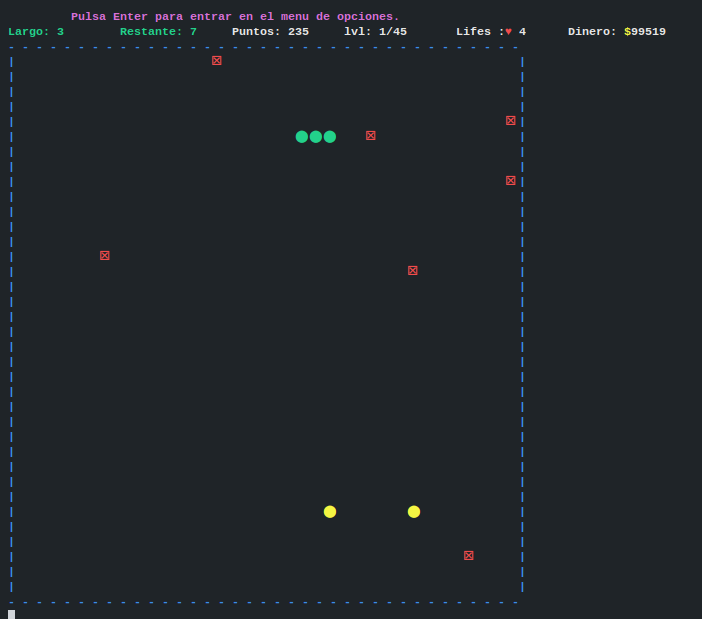 Pulsa Enter para entrar en el menu de opciones.
Largo: 3 Restante: 7 Puntos: 235 lvl: 1/45 Lifes :♥ 4 Dinero: $99519